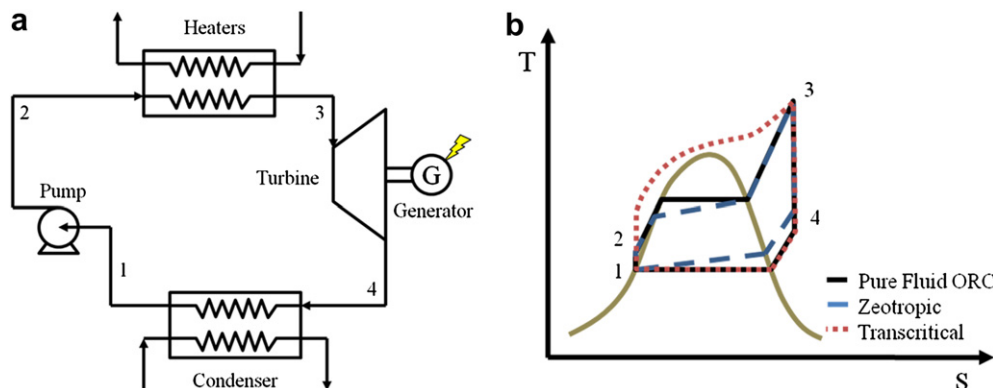 a
Heaters
2
3
Pump
Turbine
G
Generator
1
4
Condenser
b
T
3
4
2
1
Pure Fluid ORC
Zeotropic
Transcritical
S